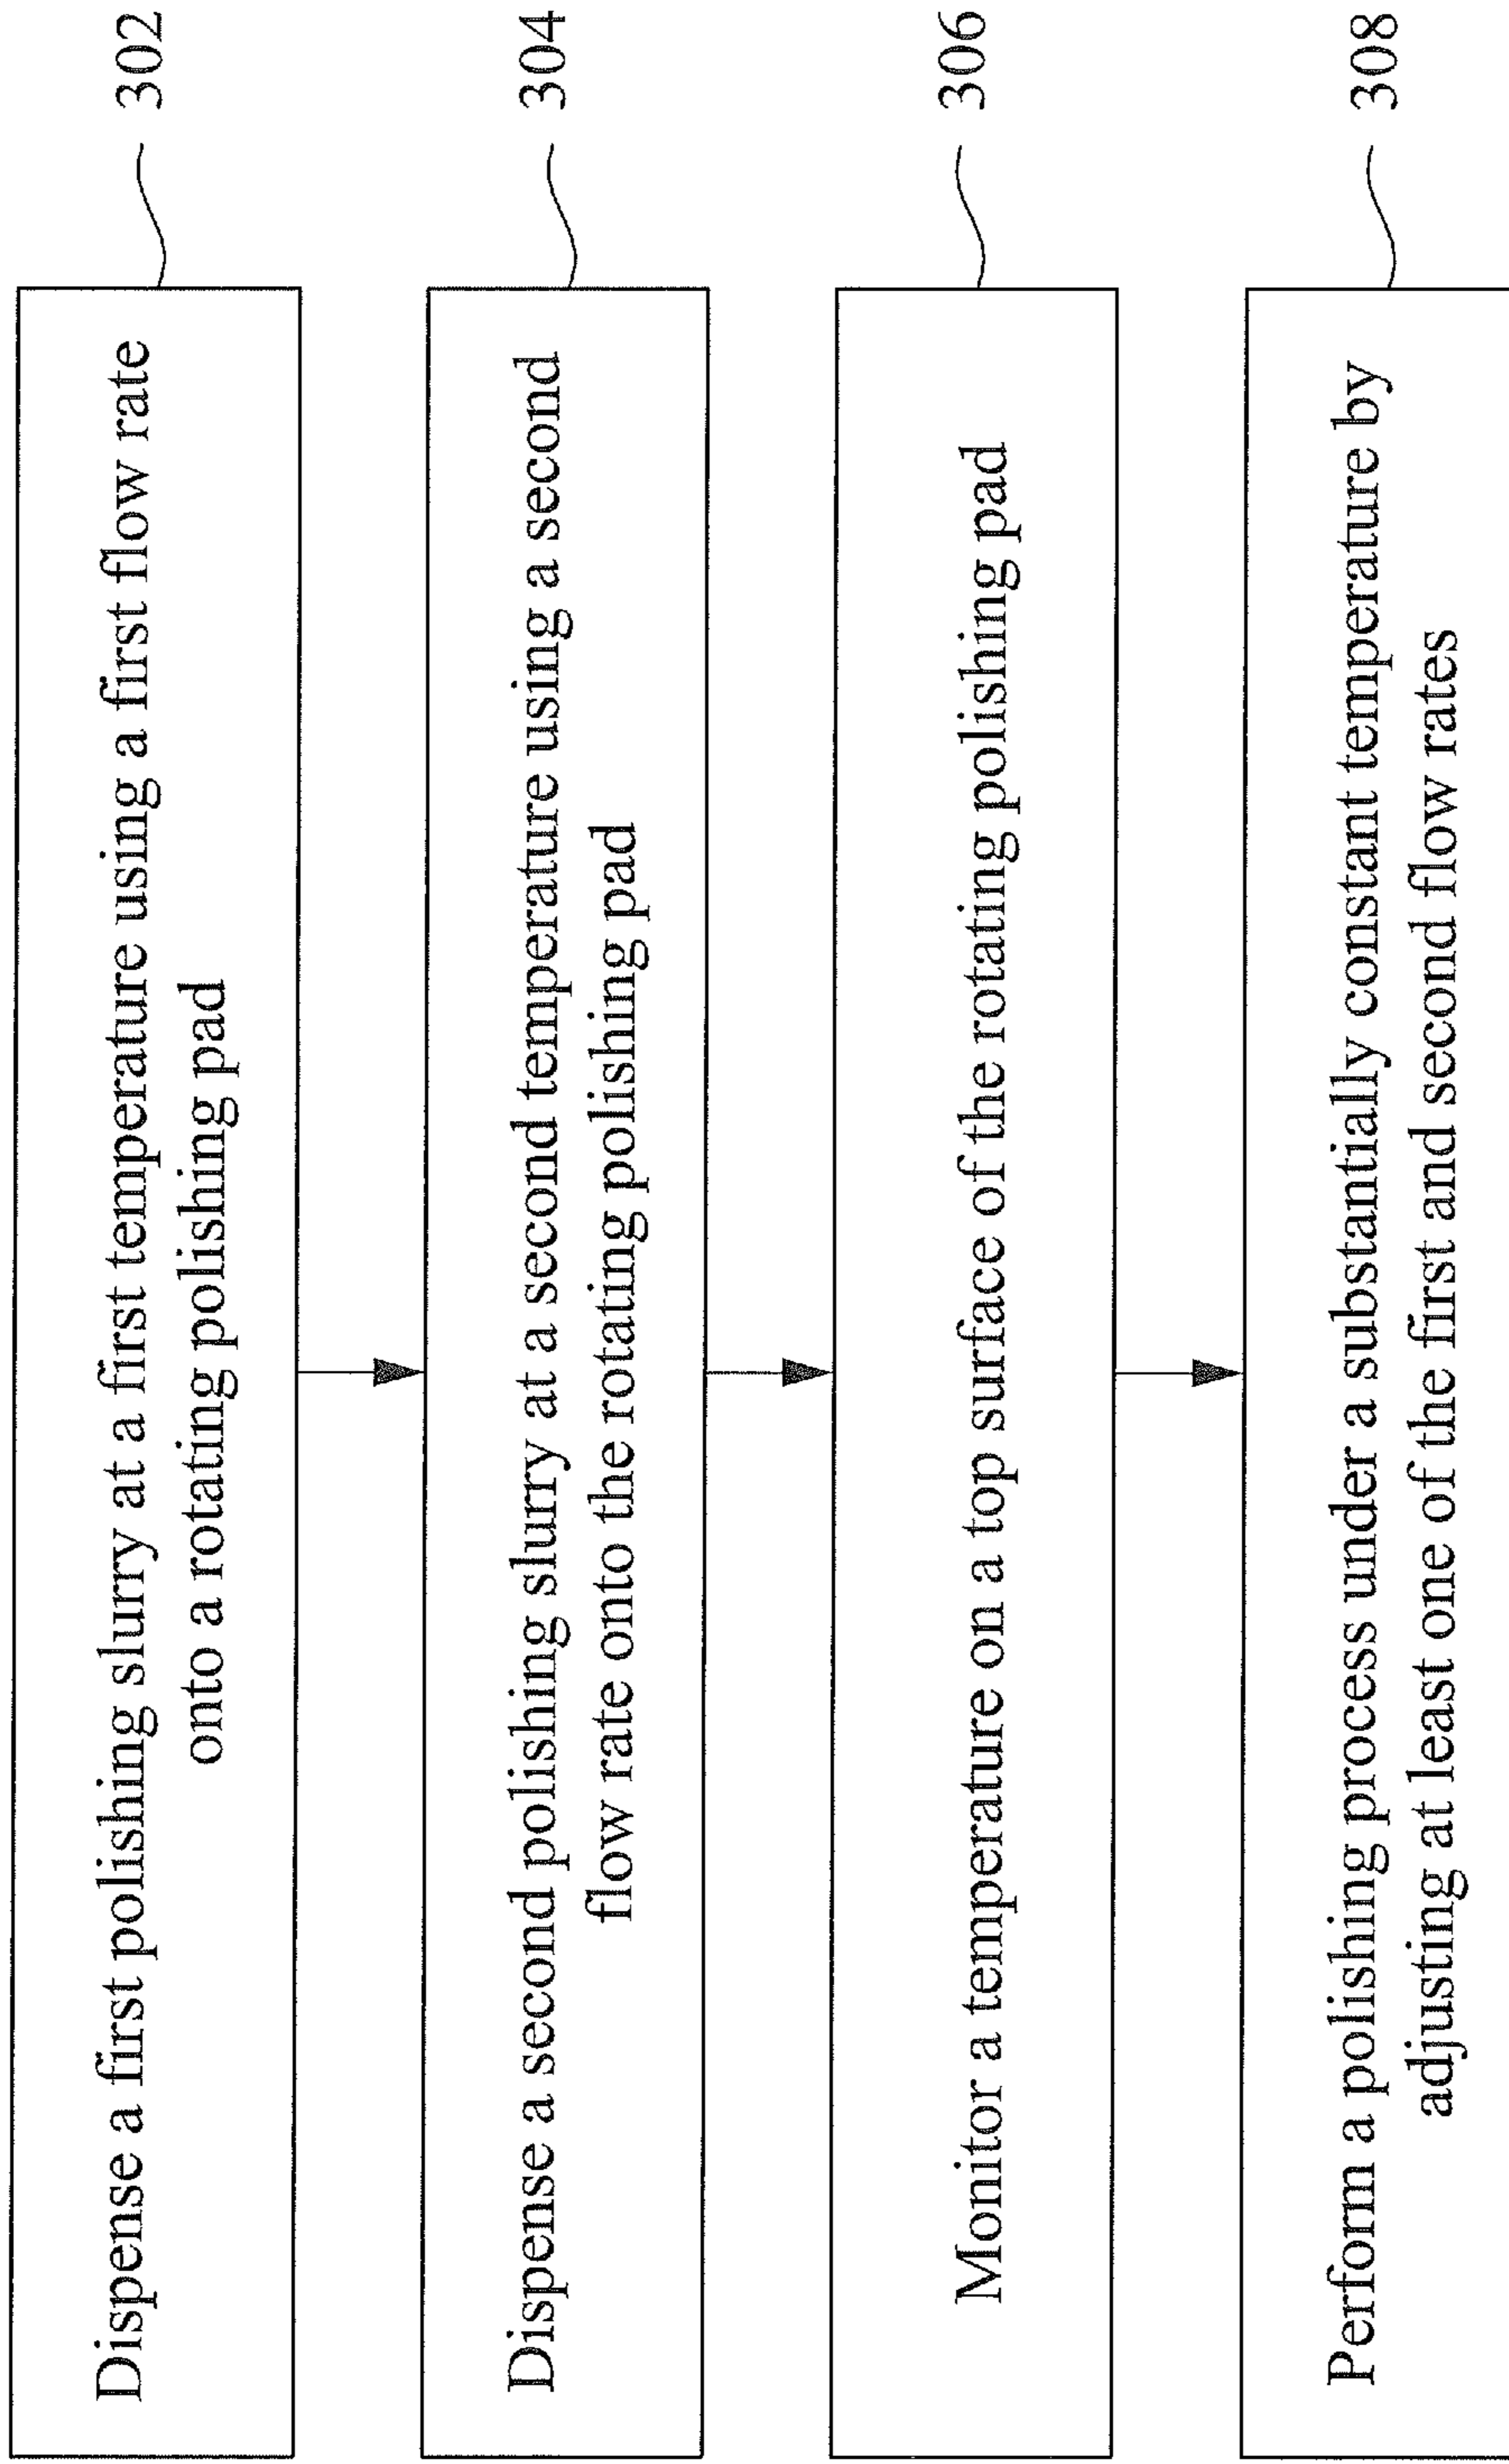 Dispense a first polishing slurry at a first temperature using a first flow rate
onto a rotating polishing pad
302
Dispense a second polishing slurry at a second temperature using a second
flow rate onto the rotating polishing pad
304
Monitor a temperature on a top surface of the rotating polishing pad
306
Perform a polishing process under a substantially constant temperature by
adjusting at least one of the first and second flow rates
308